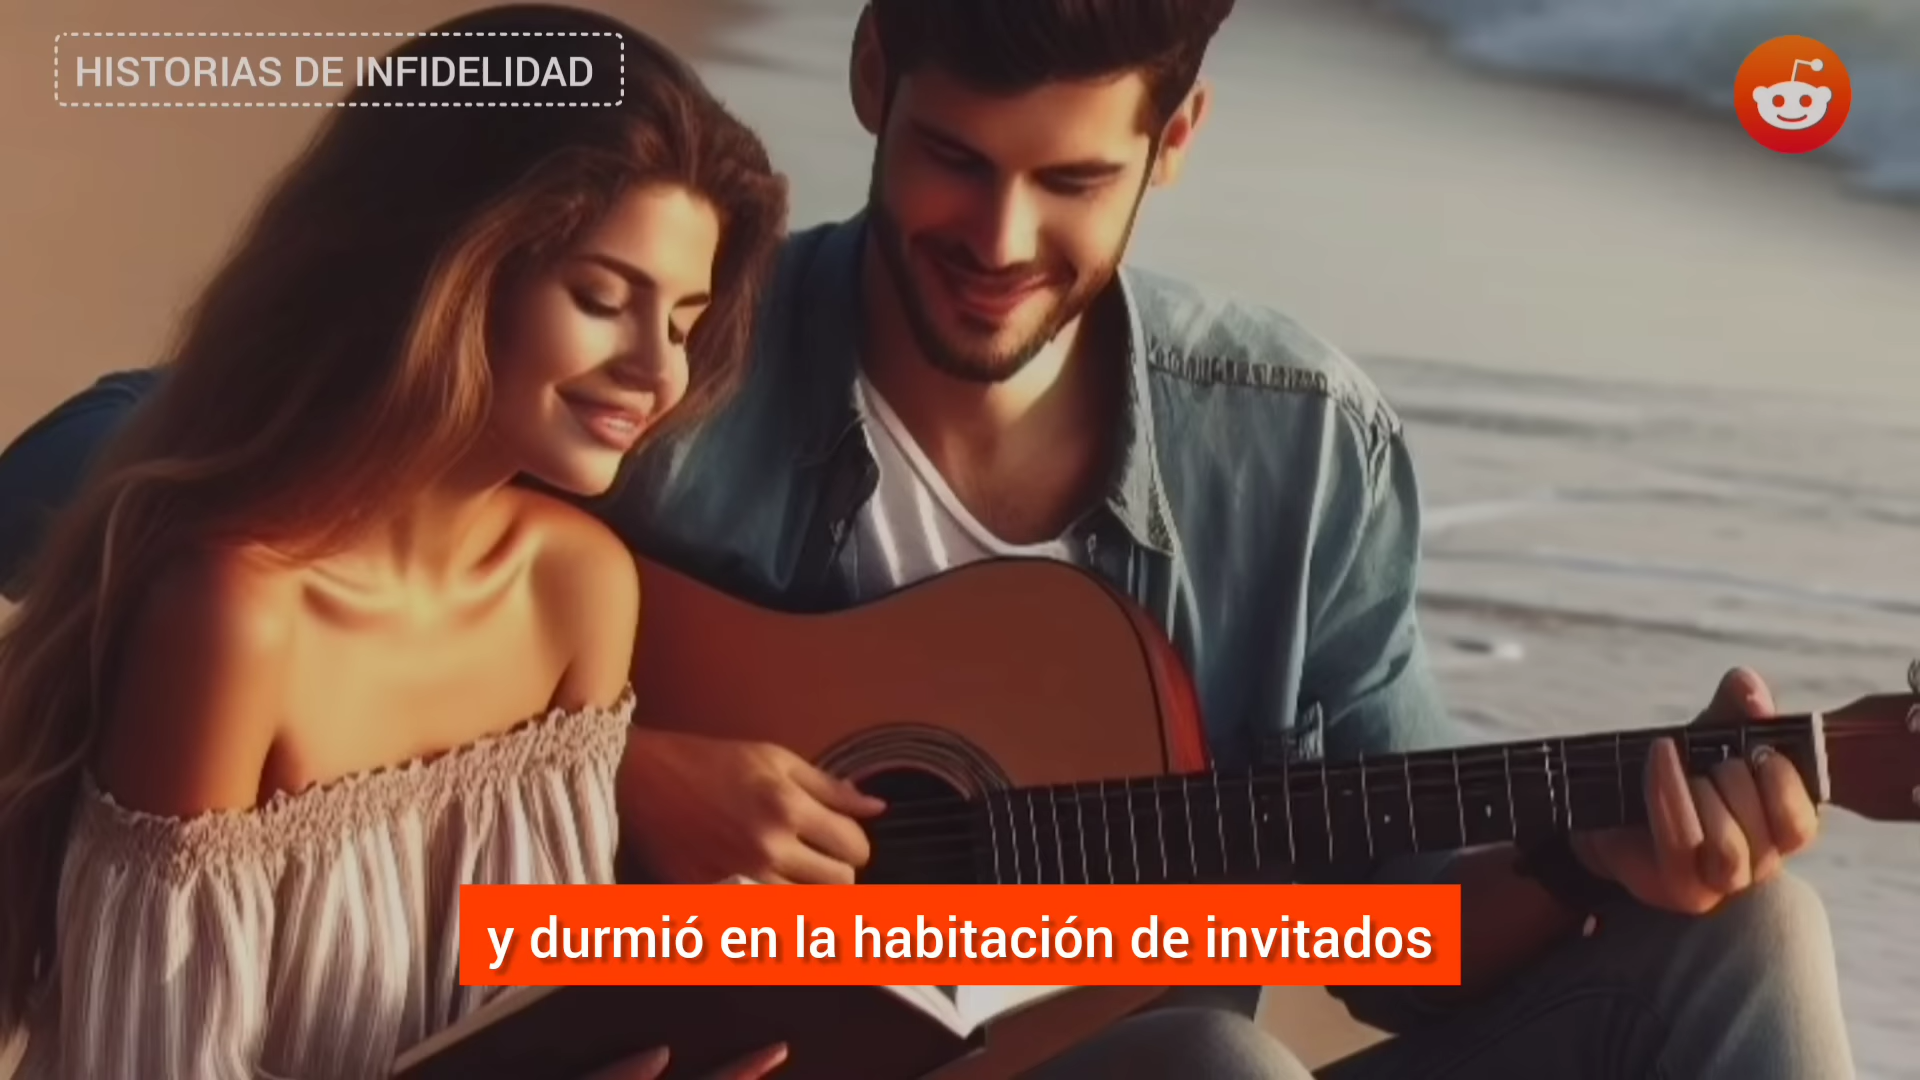 HISTORIAS DE INFIDELIDAD
y durmió en la habitación de invitados